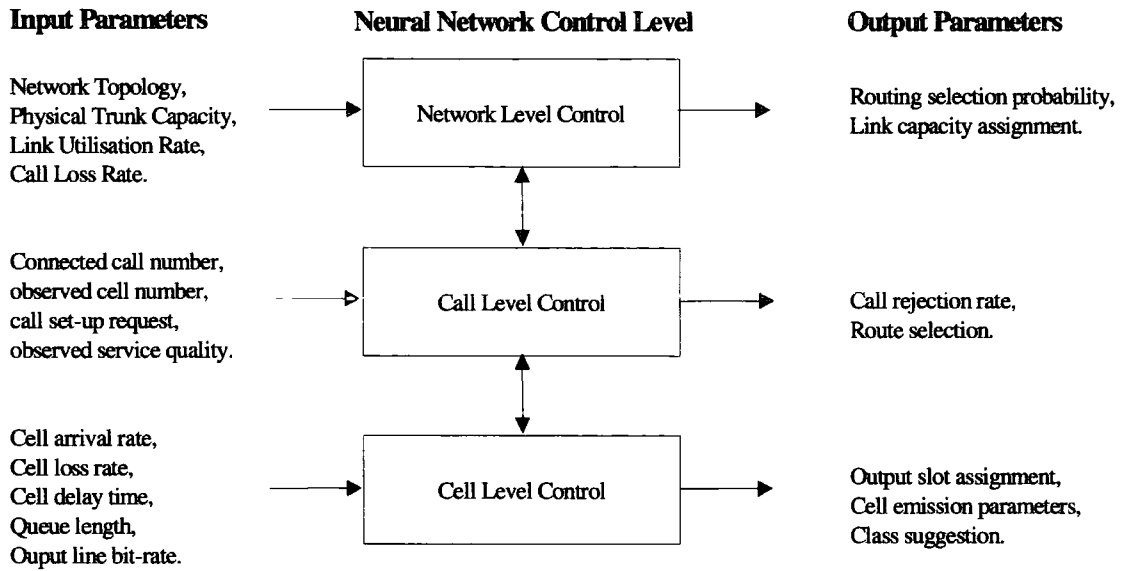 Input Parameters
Neural Network Control Level
Output Parameters
Network Topology,
Physical Trunk Capacity,
Link Utilisation Rate,
Call Loss Rate.
Network Level Control
Routing selection probability,
Link capacity assignment.
Connected call number,
observed cell number,
call set-up request,
observed service quality.
Call Level Control
Call rejection rate,
Route selection.
Cell arrival rate,
Cell loss rate,
Cell delay time,
Queue length,
Ouput line bit-rate.
Cell Level Control
Output slot assignment,
Cell emission parameters,
Class suggestion.